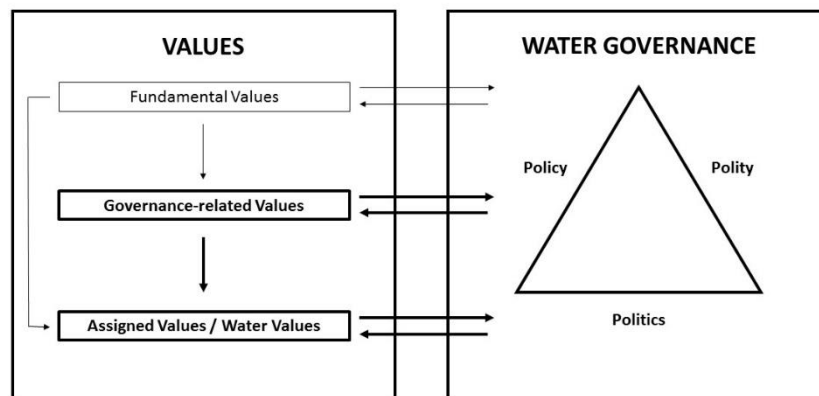 VALUES
Fundamental Values
Governance-related Values
Assigned Values / Water Values
WATER GOVERNANCE
Policy
Polity
Politics